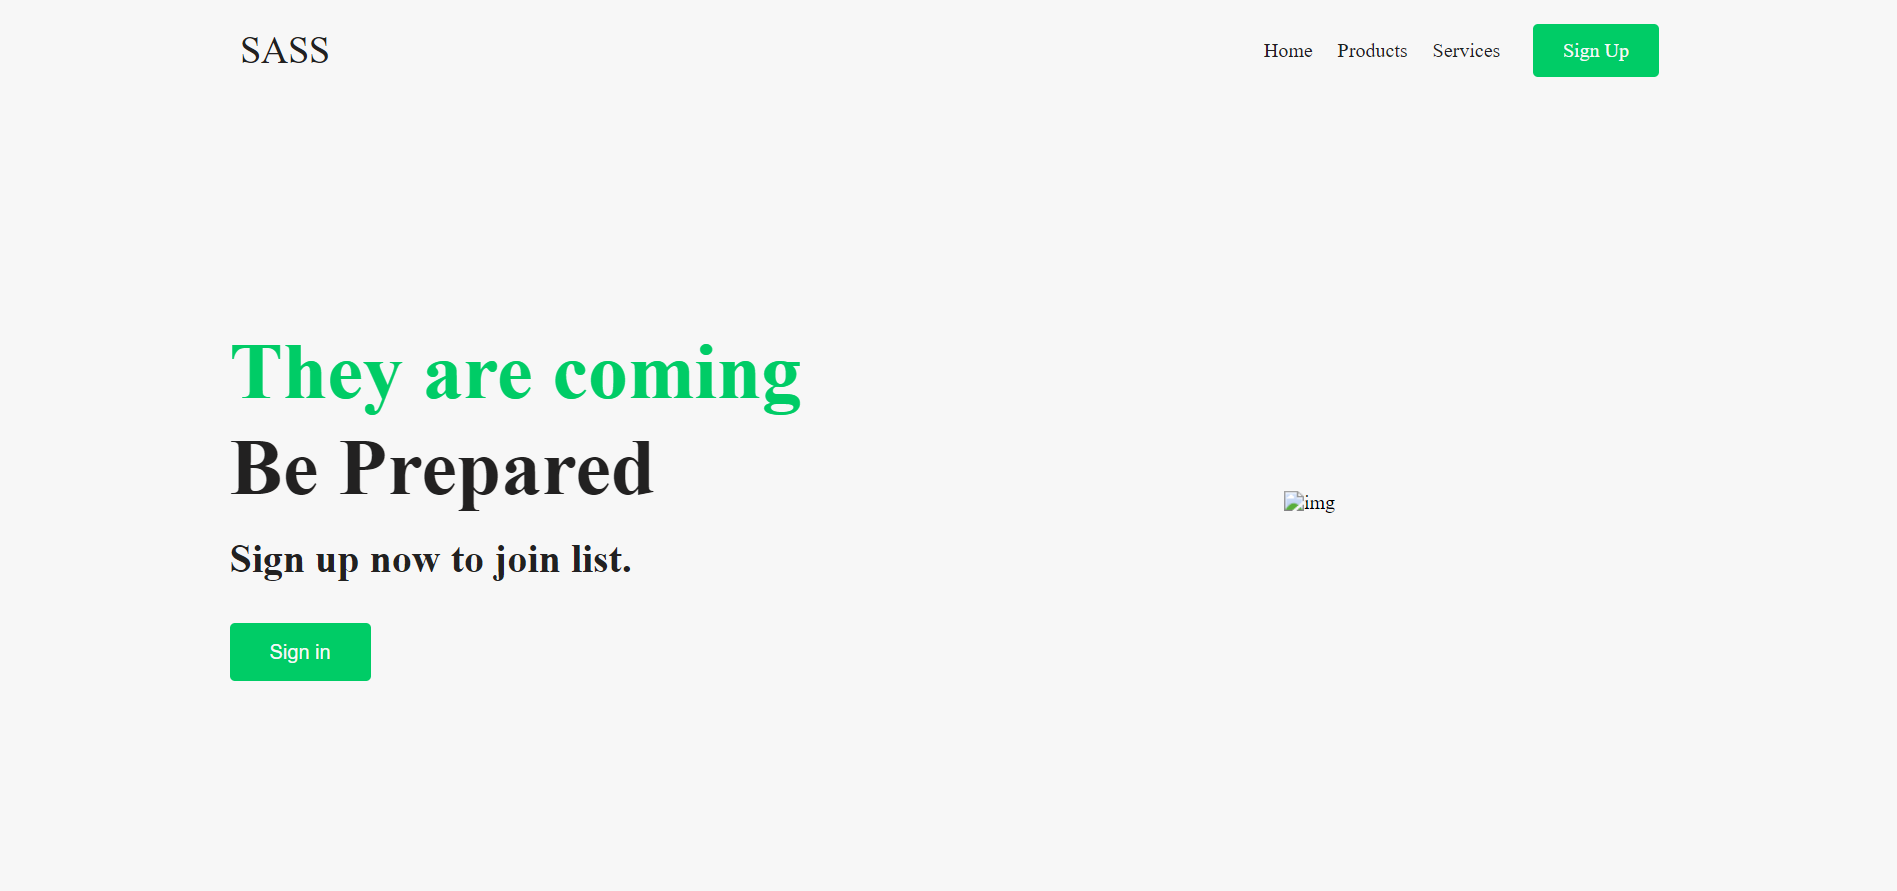 SASS
Home Products Services Sign Up
They are coming
Be Prepared
Sign up now to join list.
img
Sign in